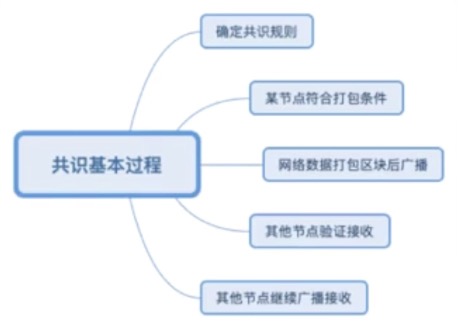 确定共识规则
某节点符合打包条件
共识基本过程
网络数据打包区块后广播
其他节点验证接收
其他节点继续广播接收